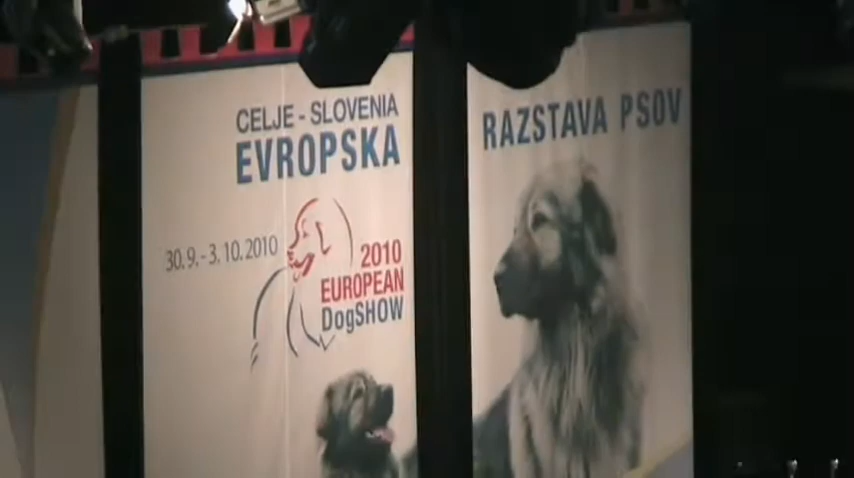 CELJE - SLOVENIA
EVROPSKA
30.9. - 3.10.2010
2010
EUROPEAN
DogSHOW
RAZSTAVA PSOV